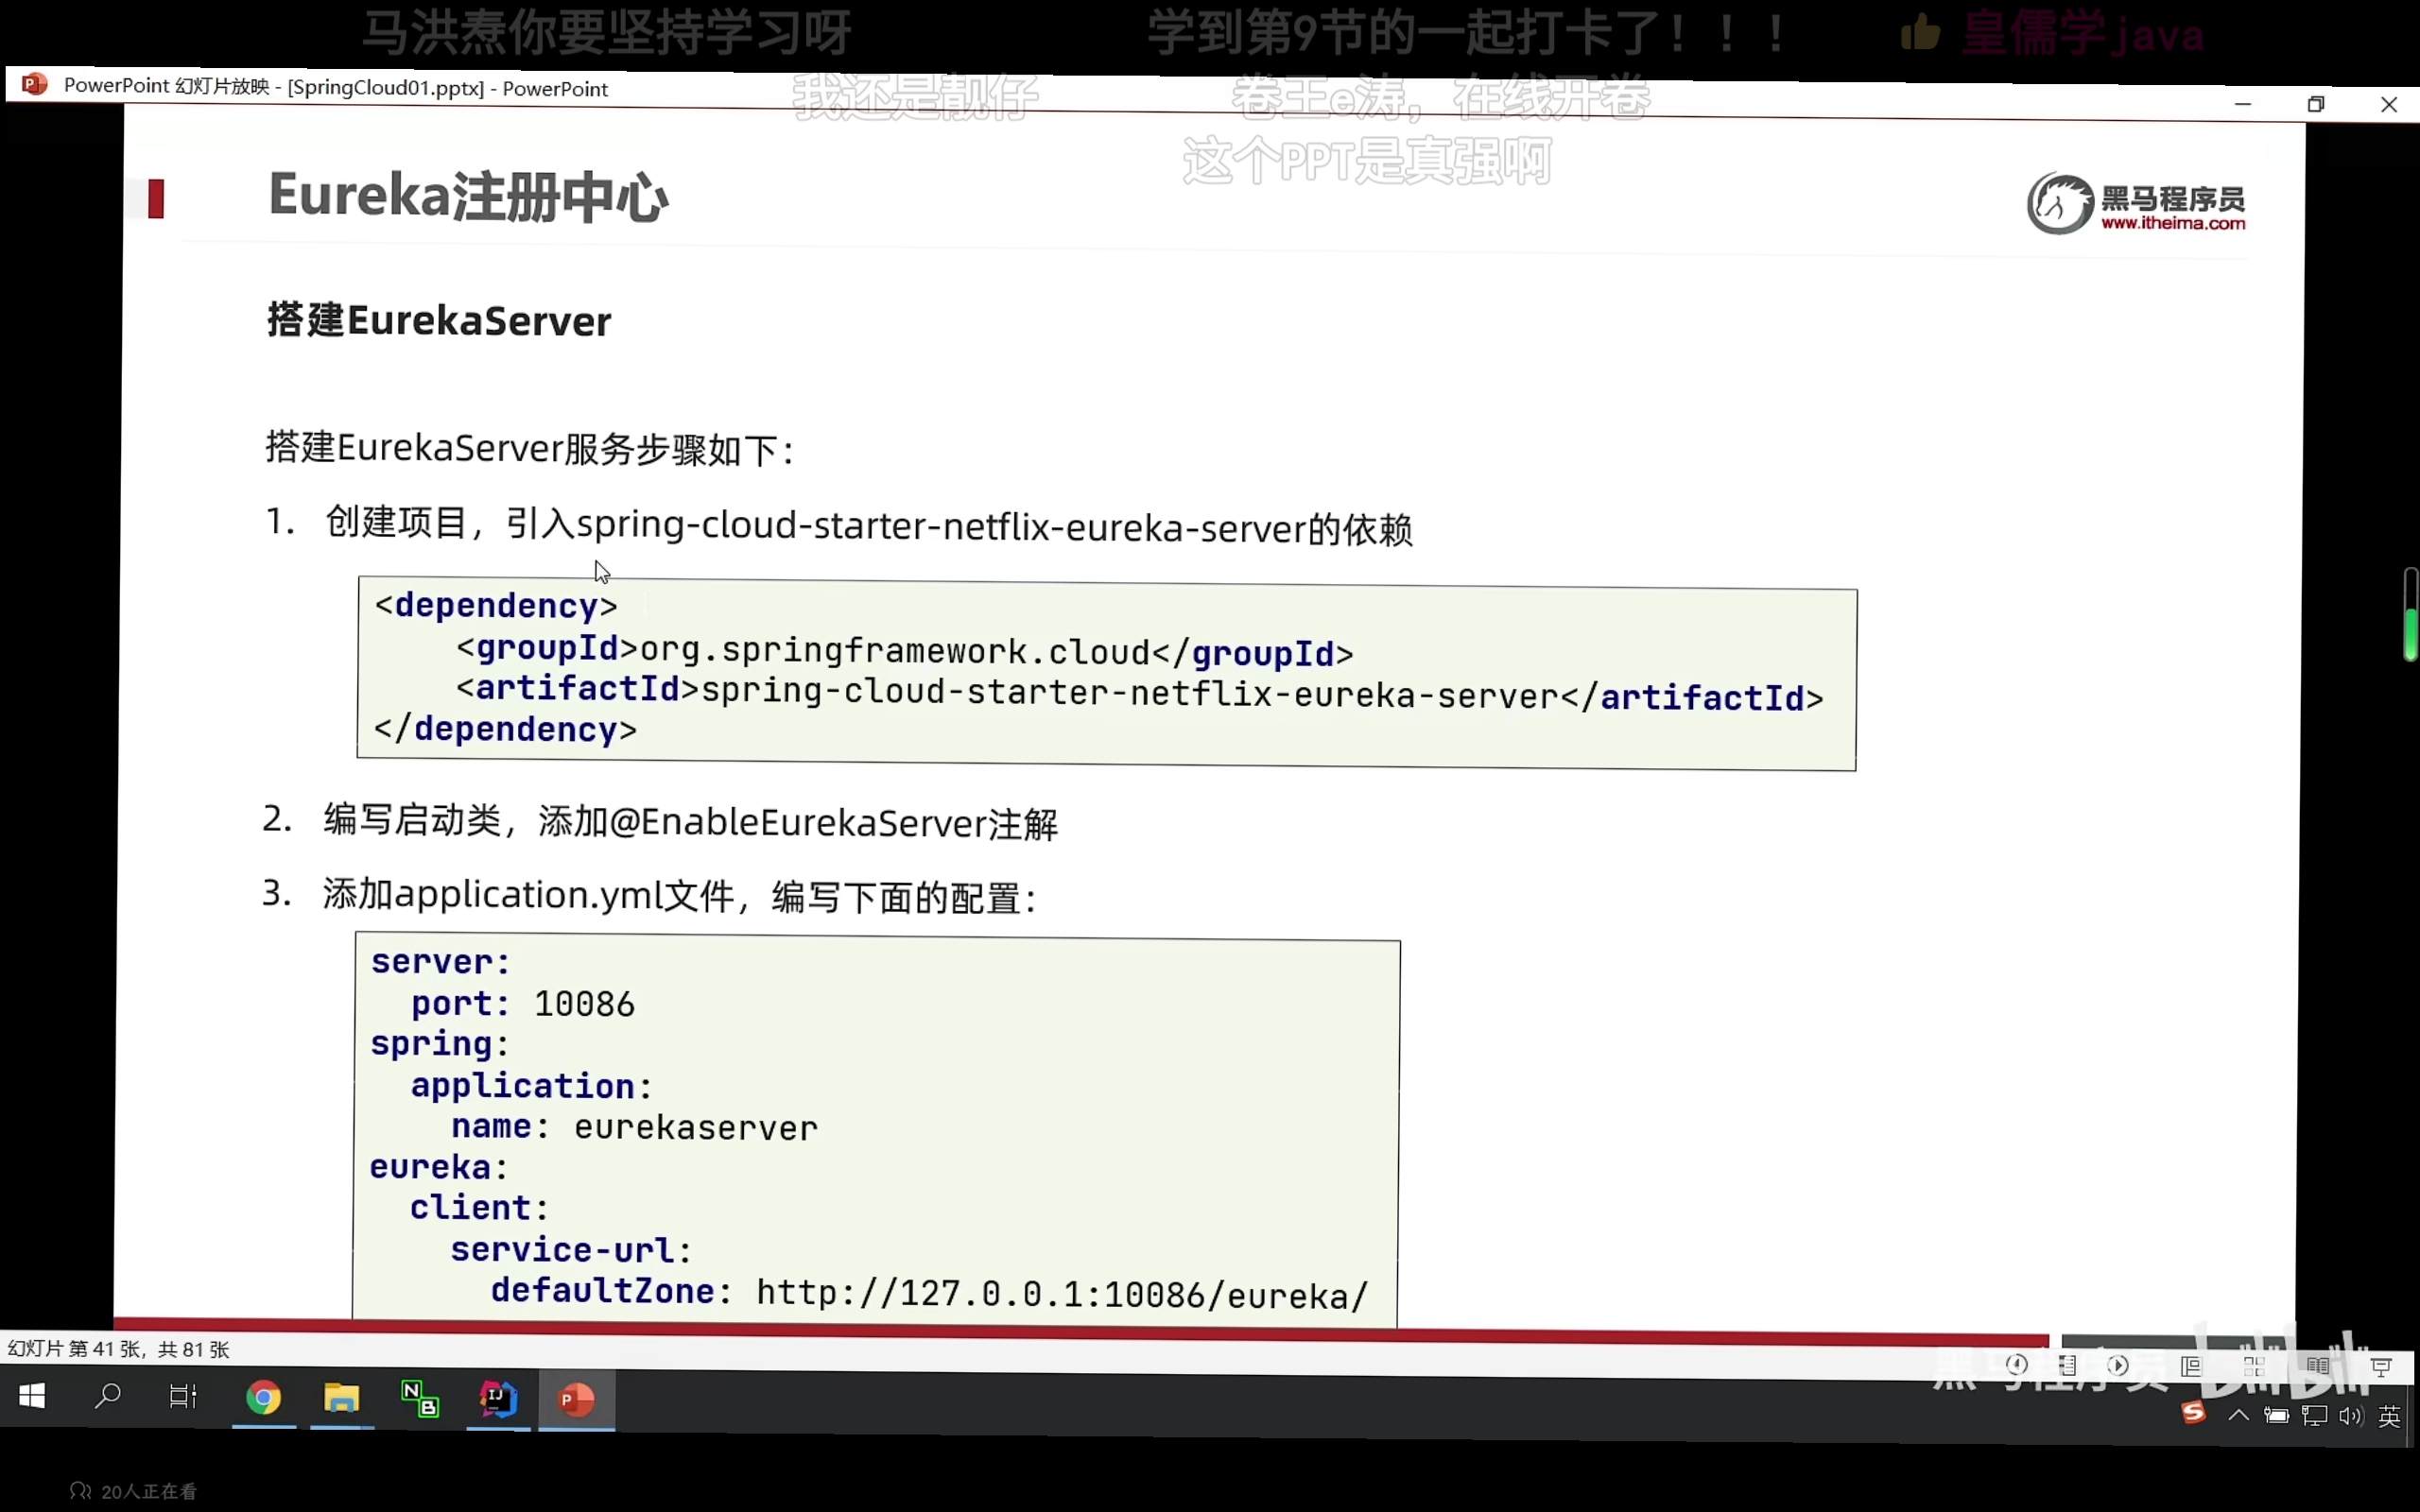 马洪焘你要坚持学习呀
学到第9节的一起打卡了！！！
皇儒学java
PowerPoint 幻灯片放映 - [SpringCloud01.pptx] - PowerPoint
我还是靓仔
卷王e涛，在线开卷
这个PPT是真强啊
Eureka注册中心
黑马程序员
www.itheima.com
搭建EurekaServer
搭建EurekaServer服务步骤如下：
1. 创建项目，引入spring-cloud-starter-netflix-eureka-server的依赖
<dependency>
    <groupId>org.springframework.cloud</groupId>
    <artifactId>spring-cloud-starter-netflix-eureka-server</artifactId>
</dependency>
2. 编写启动类，添加@EnableEurekaServer注解
3. 添加application.yml文件，编写下面的配置：
server:
  port: 10086
spring:
  application:
    name: eurekaserver
eureka:
  client:
    service-url:
      defaultZone: http://127.0.0.1:10086/eureka/
幻灯片 第 41 张，共 81 张
黑马程序员 bilibili
英
20人正在看